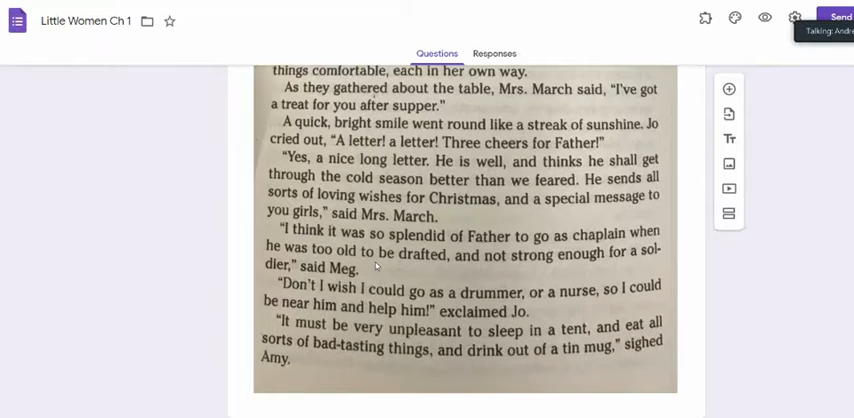 Little Women Ch 1
Send
Talking: Andre
Questions Responses
things comfortable, each in her own way.
As they gathered about the table, Mrs. March said, "I've got
a treat for you after supper."
A quick, bright smile went round like a streak of sunshine. Jo
cried out, "A letter! a letter! Three cheers for Father!"
"Yes, a nice long letter. He is well, and thinks he shall get
through the cold season better than we feared. He sends all
sorts of loving wishes for Christmas, and a special message to
you girls," said Mrs. March.
"I think it was so splendid of Father to go as chaplain when
he was too old to be drafted, and not strong enough for a sol-
dier," said Meg.
"Don't I wish I could go as a drummer, or a nurse, so I could
be near him and help him!" exclaimed Jo.
"It must be very unpleasant to sleep in a tent, and eat all
sorts of bad-tasting things, and drink out of a tin mug," sighed
Amy.
Tт